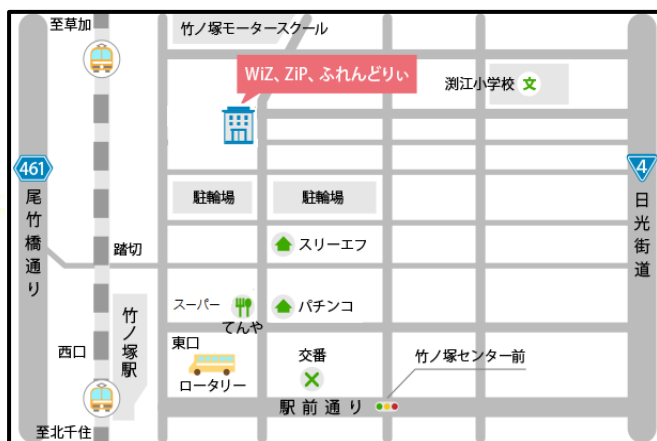 至草加
竹ノ塚モータースクール
WiZ、ZiP、ふれんどりぃ
渕江小学校
文
461
尾竹橋通り
4
日光街道
駐輪場
駐輪場
スリーエフ
踏切
スーパー
てんや
パチンコ
竹ノ塚駅
東口
西口
ロータリー
交番
竹ノ塚センター前
駅前通り
至北千住